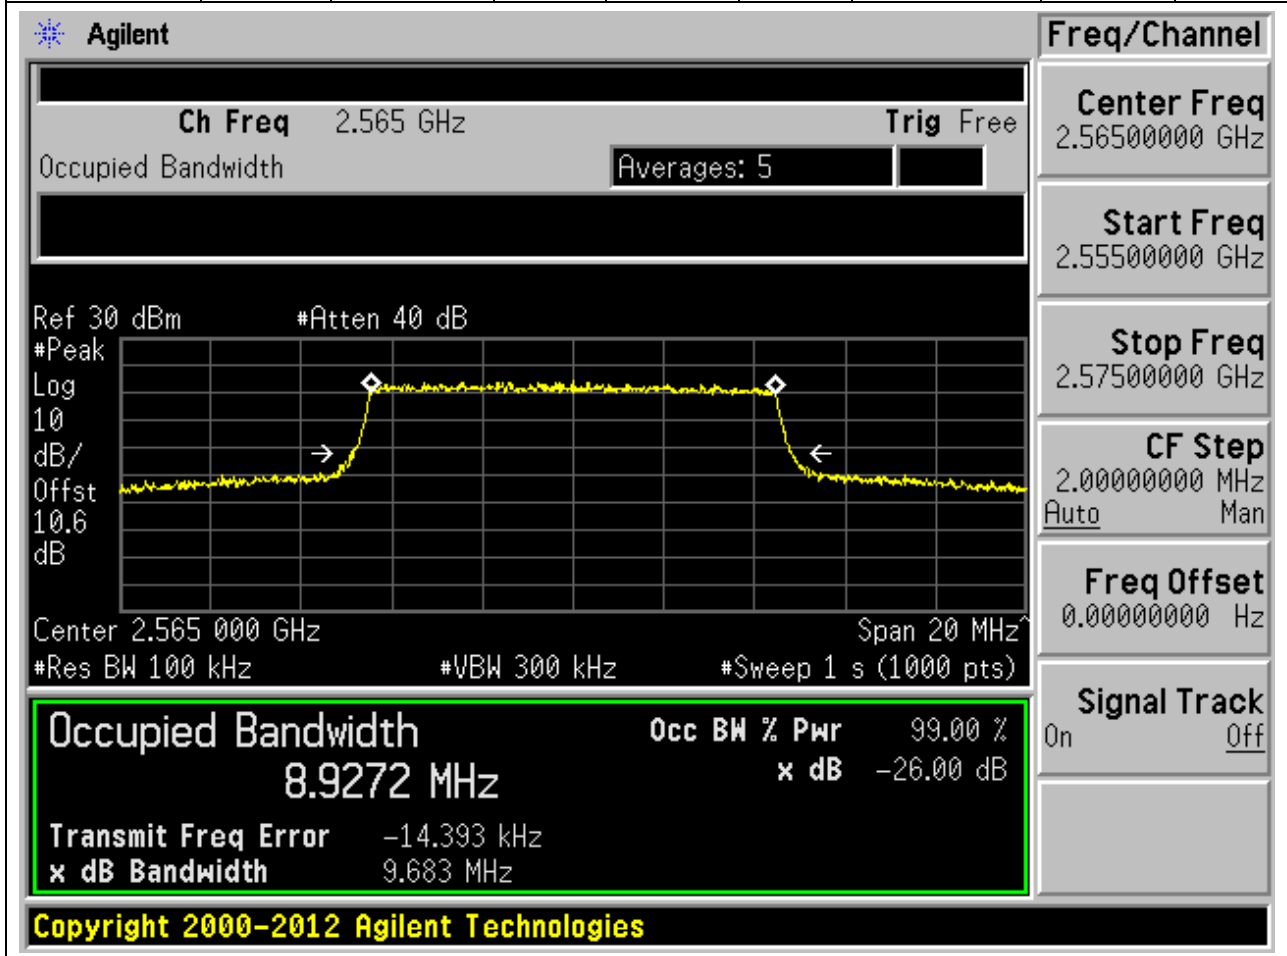 Agilent
Freq/Channel
Ch Freq 2.565 GHz Trig Free
Occupied Bandwidth Averages: 5
Center Freq
2.56500000 GHz
Start Freq
2.55500000 GHz
Stop Freq
2.57500000 GHz
CF Step
2.00000000 MHz
Auto Man
Freq Offset
0.00000000 Hz
Signal Track
On Off
Ref 30 dBm #Atten 40 dB
#Peak
Log
10
dB/
Offst
10.6
dB
Center 2.565 000 GHz Span 20 MHz^
#Res BW 100 kHz #VBW 300 kHz #Sweep 1 s (1000 pts)
Occupied Bandwidth Occ BW % Pwr 99.00 %
8.9272 MHz x dB -26.00 dB
Transmit Freq Error -14.393 kHz
x dB Bandwidth 9.683 MHz
Copyright 2000-2012 Agilent Technologies